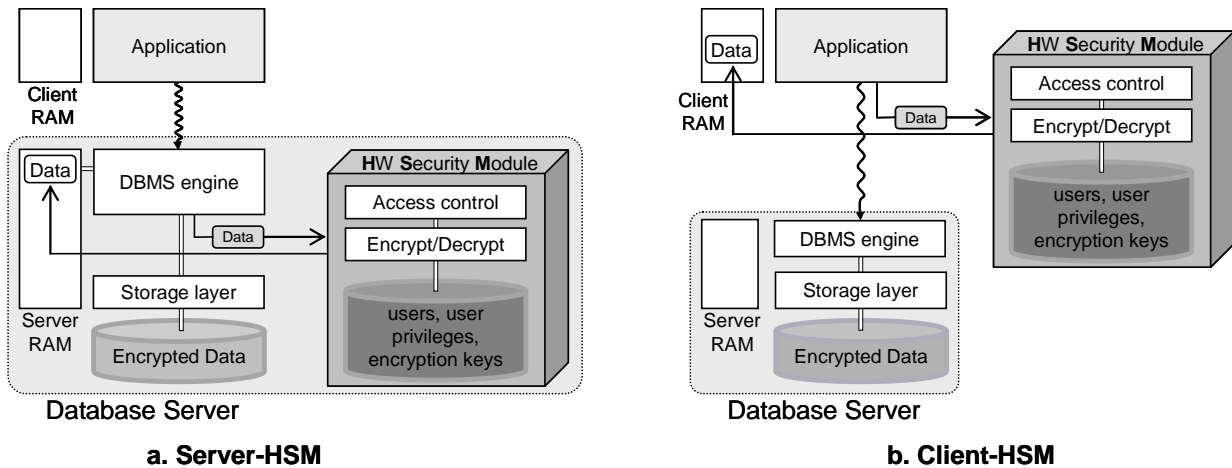 Application
Client
RAM
Data
DBMS engine
Data
Storage layer
Server
RAM
Encrypted Data
HW Security Module
Access control
Encrypt/Decrypt
users, user
privileges,
encryption keys
Database Server
a. Server-HSM
Data
Application
Client
RAM
Data
HW Security Module
Access control
Encrypt/Decrypt
users, user
privileges,
encryption keys
DBMS engine
Storage layer
Server
RAM
Encrypted Data
Database Server
b. Client-HSM